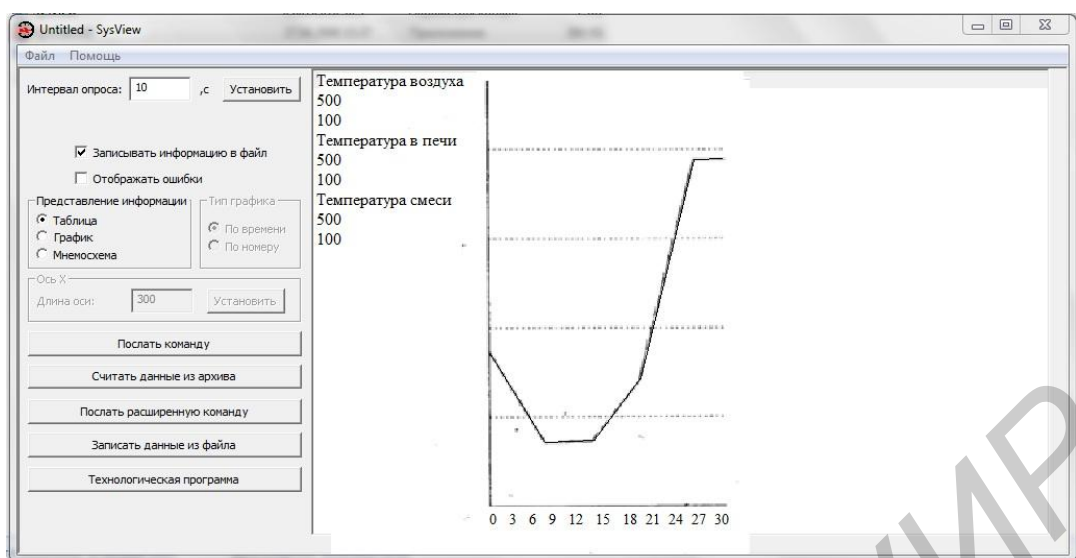 Untitled - SysView
Файл Помощь
Интервал опроса: 10 ,с Установить
Записывать информацию в файл
Отображать ошибки
Представление информации
Таблица
График
Мнемосхема
Тип графика
По времени
По номеру
Ось X
Длина оси: 300 Установить
Послать команду
Считать данные из архива
Послать расширенную команду
Записать данные из файла
Технологическая программа
Температура воздуха
500
100
Температура в печи
500
100
Температура смеси
500
100
0 3 6 9 12 15 18 21 24 27 30